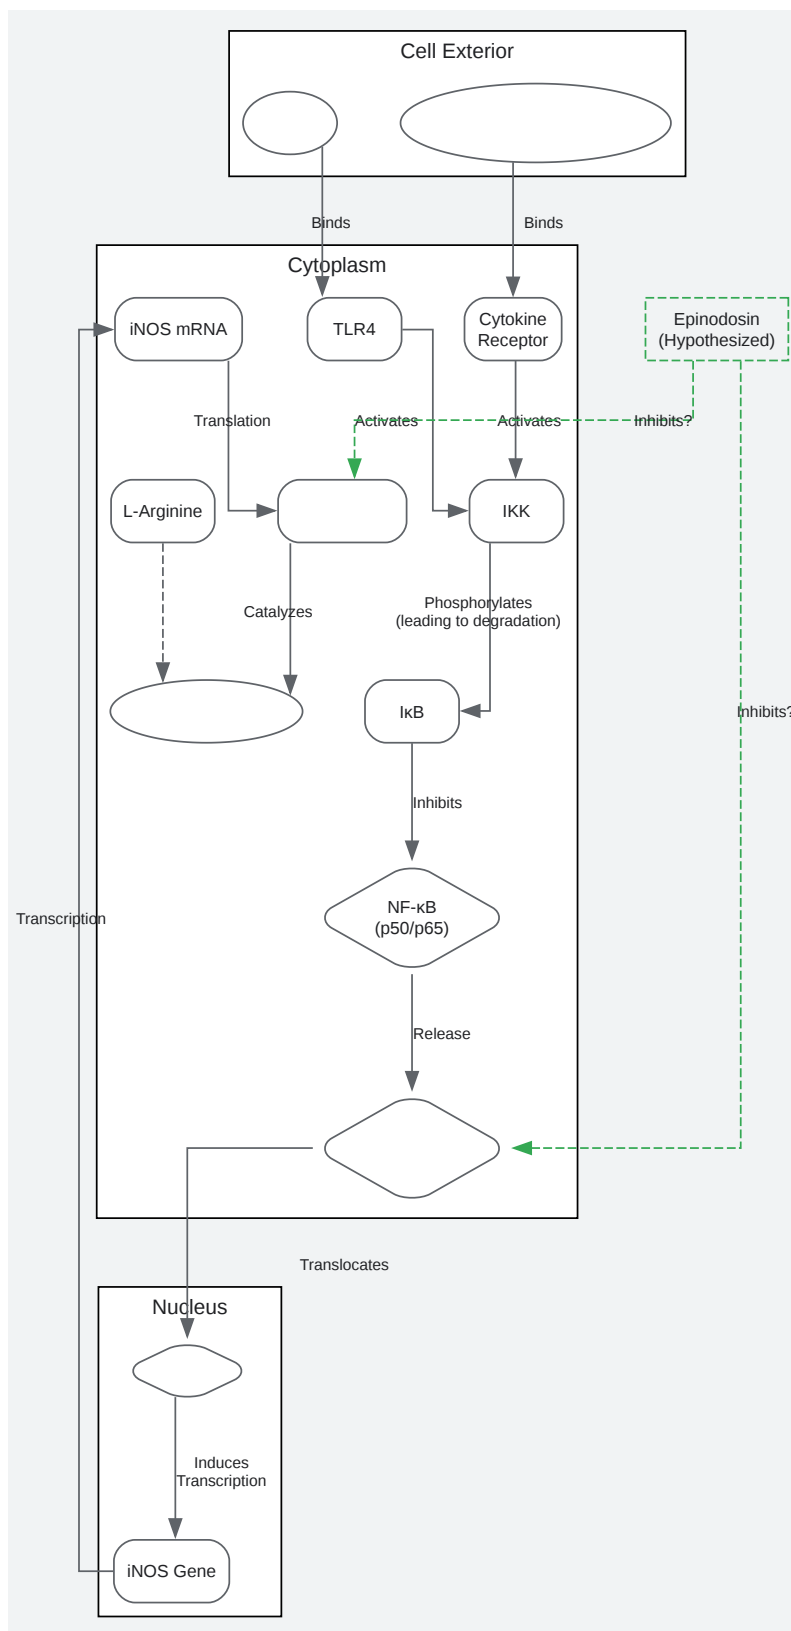 Cell Exterior
Binds
Binds
Cytoplasm
iNOS mRNA
TLR4
Cytokine
Receptor
Epinodosin
(Hypothesized)
Translation
Activates
Activates
Inhibits?
L-Arginine
IKK
Catalyzes
Phosphorylates
(leading to degradation)
IκB
Inhibits?
Inhibits
NF-κB
(p50/p65)
Transcription
Release
Translocates
Nucleus
Induces
Transcription
iNOS Gene